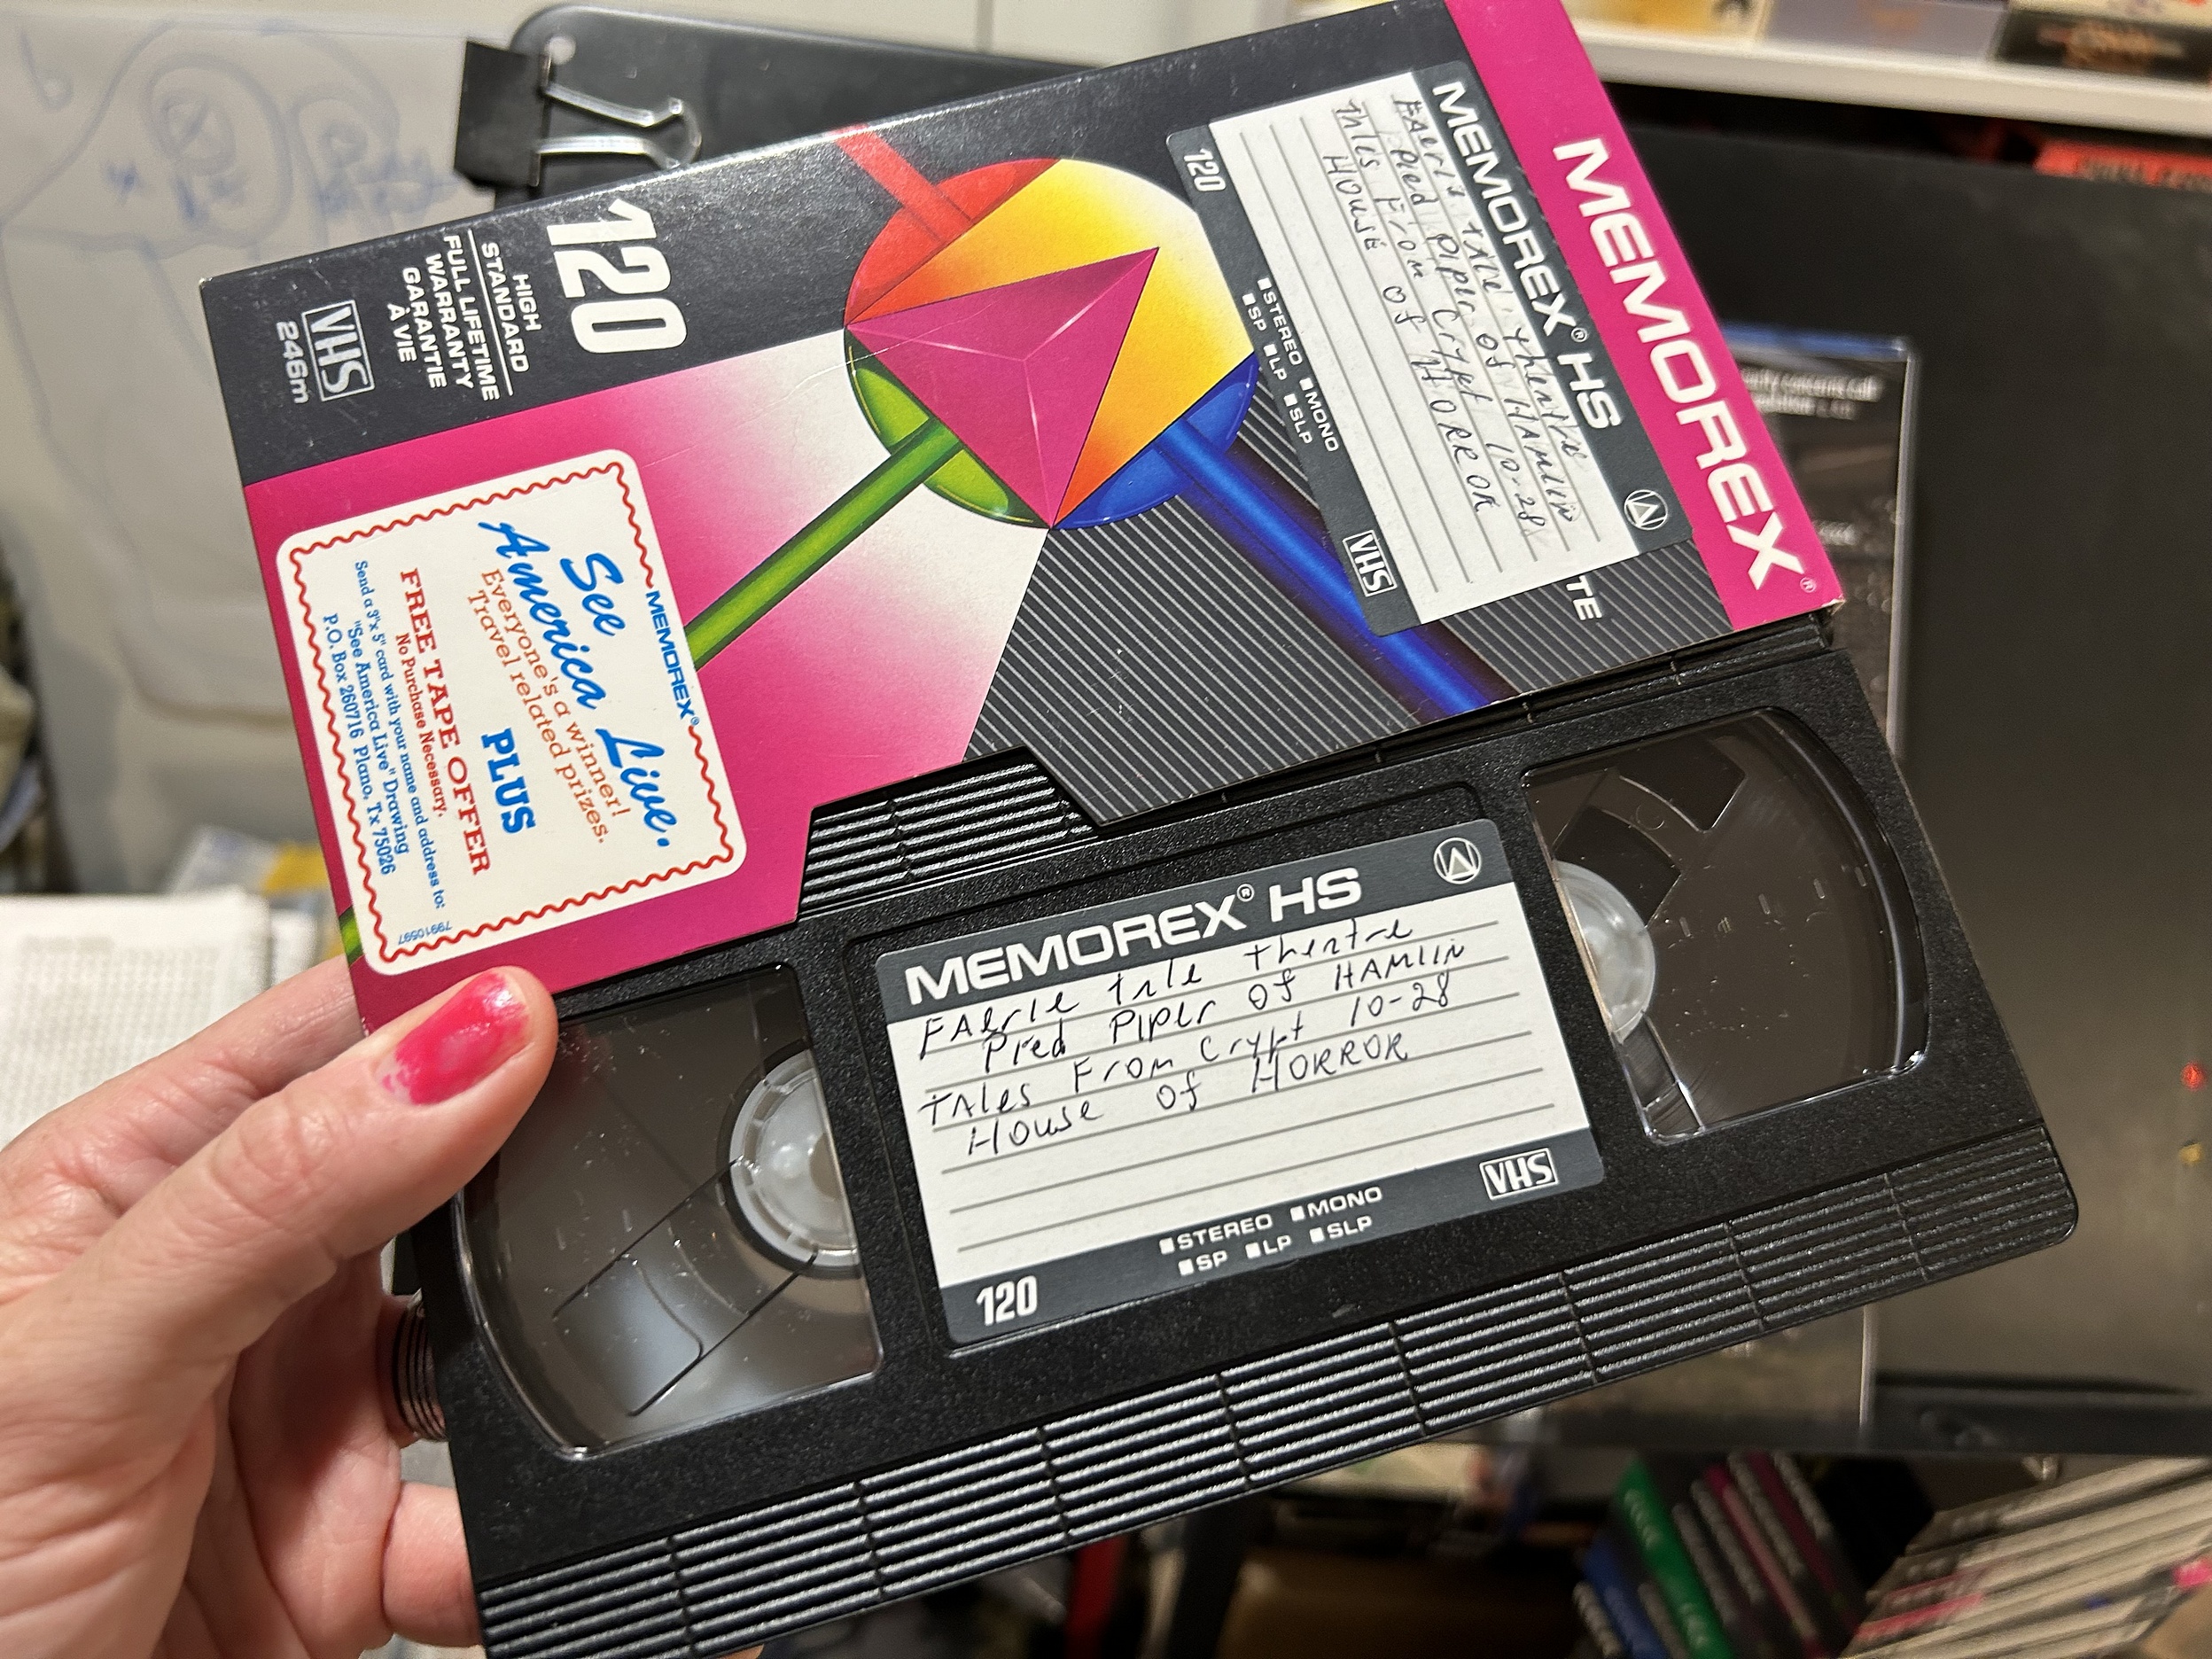 MEMOREX®
MEMOREX® HS
FAerie tAle theAtre
Pied Piper Of HAMlin
tAles From Crypt 10-28
House Of HORROR
120
■STEREO ■MONO
■SP ■LP ■SLP
VHS
TE
120
HIGH
STANDARD
FULL LIFETIME
WARRANTY
GARANTIE
À VIE
VHS
246m
MEMOREX®
See
America Live.
Everyone's a winner!
Travel related prizes.
PLUS
FREE TAPE OFFER
No Purchase Necessary.
Send a 3"x 5" card with your name and address to:
"See America Live" Drawing
P.O. Box 260716 Plano, Tx 75026
79910597
MEMOREX® HS
FAerie tAle theAtre
Pied Piper Of HAMlin
tAles From Crypt 10-28
House Of HORROR
■STEREO ■MONO
■SP ■LP ■SLP
120
VHS